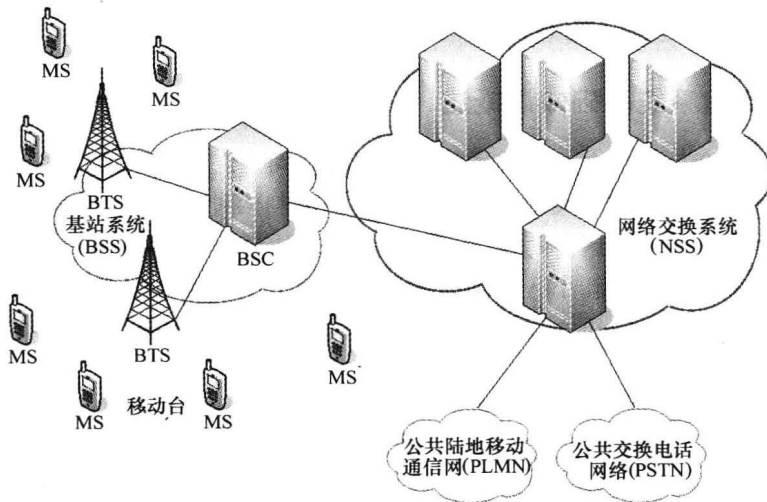 MS
MS
MS
BTS
基站系统
(BSS)
BSC
网络交换系统
(NSS)
MS
BTS
MS
MS
移动台
MS
公共陆地移动
通信网(PLMN)
公共交换电话
网络(PSTN)